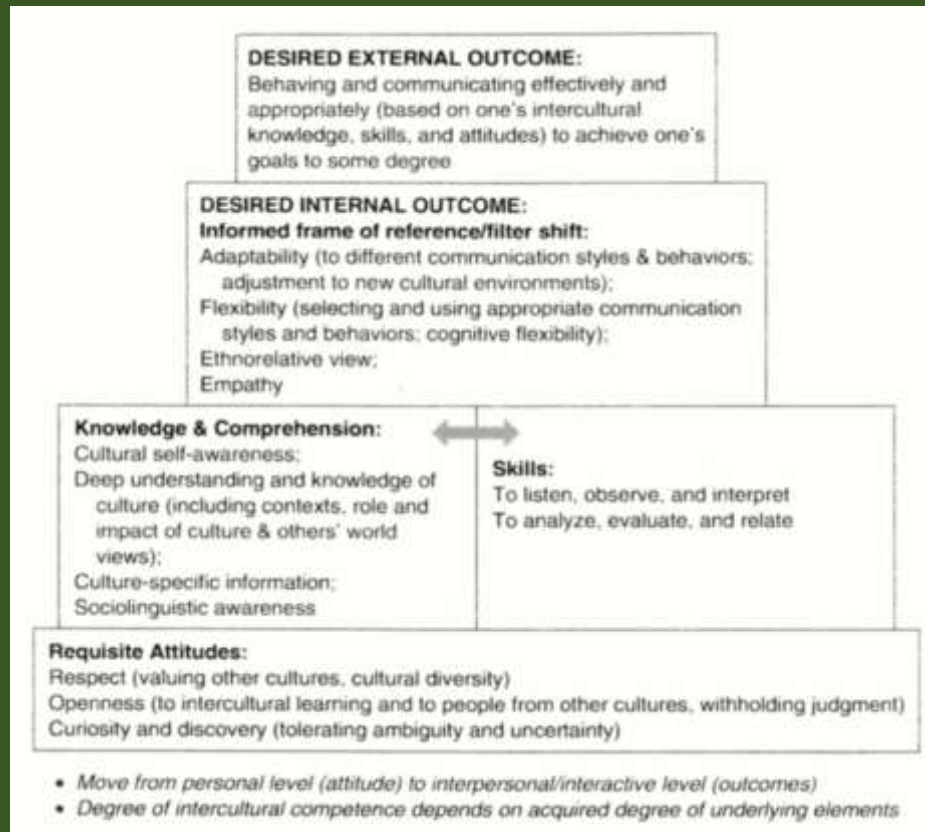 DESIRED EXTERNAL OUTCOME:
Behaving and communicating effectively and
appropriately (based on one's intercultural
knowledge, skills, and attitudes) to achieve one's
goals to some degree
DESIRED INTERNAL OUTCOME:
Informed frame of reference/filter shift:
Adaptability (to different communication styles & behaviors;
adjustment to new cultural environments);
Flexibility (selecting and using appropriate communication
styles and behaviors; cognitive flexibility);
Ethnorelative view;
Empathy
Knowledge & Comprehension:
Cultural self-awareness;
Deep understanding and knowledge of
culture (including contexts, role and
impact of culture & others' world
views);
Culture-specific information;
Sociolinguistic awareness
Skills:
To listen, observe, and interpret
To analyze, evaluate, and relate
Requisite Attitudes:
Respect (valuing other cultures, cultural diversity)
Openness (to intercultural learning and to people from other cultures, withholding judgment)
Curiosity and discovery (tolerating ambiguity and uncertainty)
• Move from personal level (attitude) to interpersonal/interactive level (outcomes)
• Degree of intercultural competence depends on acquired degree of underlying elements